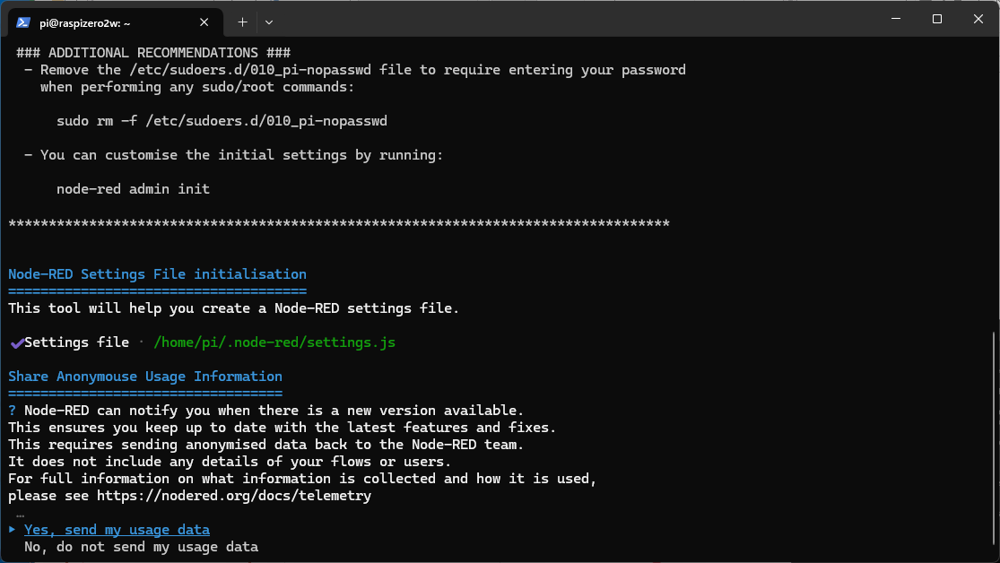 pi@raspizero2w: ~
### ADDITIONAL RECOMMENDATIONS ###
- Remove the /etc/sudoers.d/010_pi-nopasswd file to require entering your password
when performing any sudo/root commands:
sudo rm -f /etc/sudoers.d/010_pi-nopasswd
- You can customise the initial settings by running:
node-red admin init
**********************************************************************************
Node-RED Settings File initialisation
=====================================
This tool will help you create a Node-RED settings file.
✔Settings file · /home/pi/.node-red/settings.js
Share Anonymouse Usage Information
==================================
? Node-RED can notify you when there is a new version available.
This ensures you keep up to date with the latest features and fixes.
This requires sending anonymised data back to the Node-RED team.
It does not include any details of your flows or users.
For full information on what information is collected and how it is used,
please see https://nodered.org/docs/telemetry
…
▸ Yes, send my usage data
No, do not send my usage data